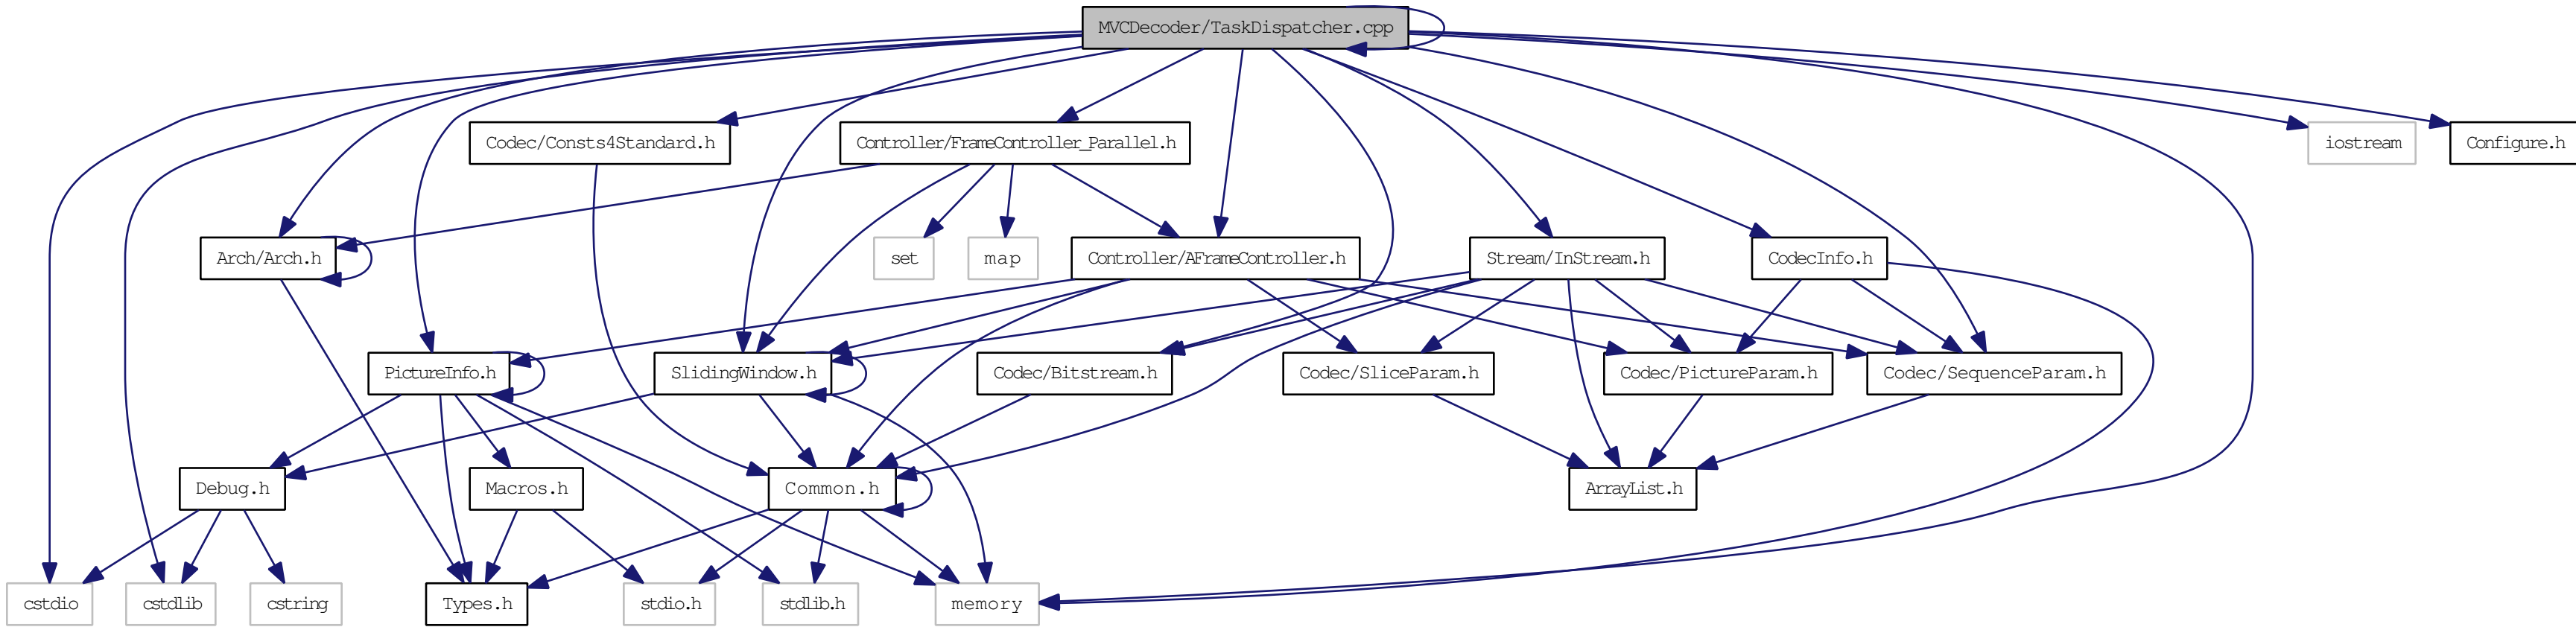 MVCDecoder/TaskDispatcher.cpp
Codec/Consts4Standard.h
Controller/FrameController_Parallel.h
iostream
Configure.h
Arch/Arch.h
set
map
Controller/AFrameController.h
Stream/InStream.h
CodecInfo.h
PictureInfo.h
SlidingWindow.h
Codec/Bitstream.h
Codec/SliceParam.h
Codec/PictureParam.h
Codec/SequenceParam.h
Debug.h
Macros.h
Common.h
ArrayList.h
cstdio
cstdlib
cstring
Types.h
stdio.h
stdlib.h
memory